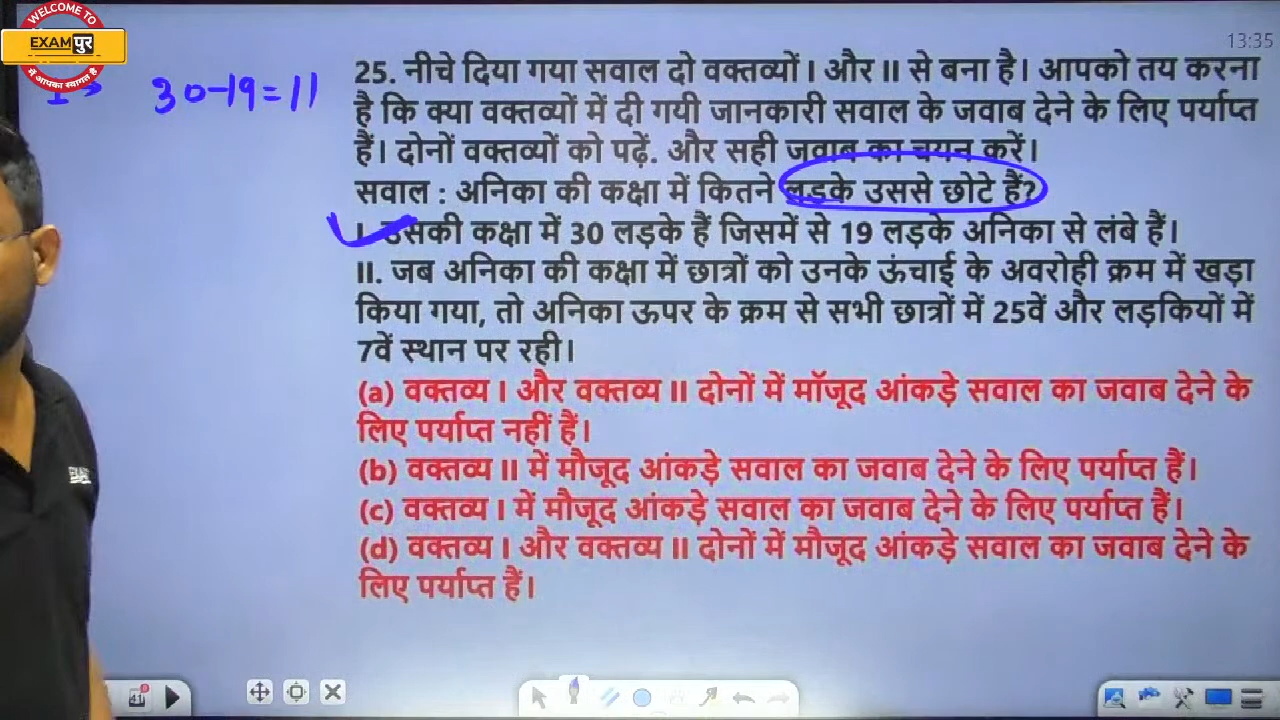 WELCOME TO
EXAMपुर
में आपका स्वागत है
13:35
30-19=11
25. नीचे दिया गया सवाल दो वक्तव्यों I और II से बना है। आपको तय करना
है कि क्या वक्तव्यों में दी गयी जानकारी सवाल के जवाब देने के लिए पर्याप्त
हैं। दोनों वक्तव्यों को पढ़ें. और सही जवाब का चयन करें।
सवाल : अनिका की कक्षा में कितने लड़के उससे छोटे हैं?
I. उसकी कक्षा में 30 लड़के हैं जिसमें से 19 लड़के अनिका से लंबे हैं।
II. जब अनिका की कक्षा में छात्रों को उनके ऊंचाई के अवरोही क्रम में खड़ा
किया गया, तो अनिका ऊपर के क्रम से सभी छात्रों में 25वें और लड़कियों में
7वें स्थान पर रही।
(a) वक्तव्य I और वक्तव्य II दोनों में मॉजूद आंकड़े सवाल का जवाब देने के
लिए पर्याप्त नहीं हैं।
(b) वक्तव्य II में मौजूद आंकड़े सवाल का जवाब देने के लिए पर्याप्त हैं।
(c) वक्तव्य I में मौजूद आंकड़े सवाल का जवाब देने के लिए पर्याप्त हैं।
(d) वक्तव्य I और वक्तव्य II दोनों में मौजूद आंकड़े सवाल का जवाब देने के
लिए पर्याप्त हैं।
41